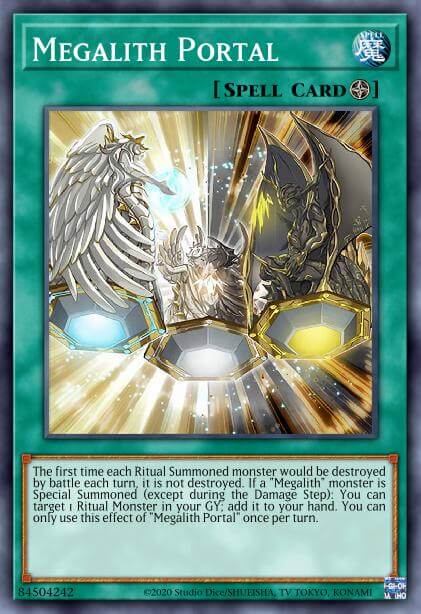 MEGALITH PORTAL
SPELL
魔
[SPELL CARD]
The first time each Ritual Summoned monster would be destroyed
by battle each turn, it is not destroyed. If a "Megalith" monster is
Special Summoned (except during the Damage Step): You can
target 1 Ritual Monster in your GY; add it to your hand. You can
only use this effect of "Megalith Portal" once per turn.
84504242
©2020 Studio Dice/SHUEISHA, TV TOKYO, KONAMI